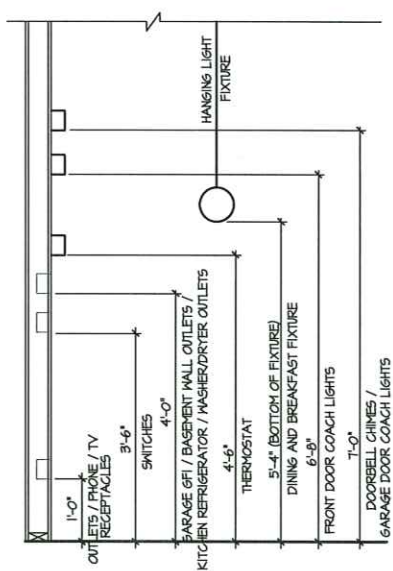 HANGING LIGHT
FIXTURE
1'-0"
OUTLETS / PHONE / TV
RECEPTACLES
3'-6"
SWITCHES
4'-0"
GARAGE GFI / BASEMENT WALL OUTLETS /
KITCHEN REFRIGERATOR / WASHER/DRYER OUTLETS
4'-6"
THERMOSTAT
5'-4" (BOTTOM OF FIXTURE)
DINING AND BREAKFAST FIXTURE
6'-8"
FRONT DOOR COACH LIGHTS
7'-0"
DOORBELL CHIMES /
GARAGE DOOR COACH LIGHTS